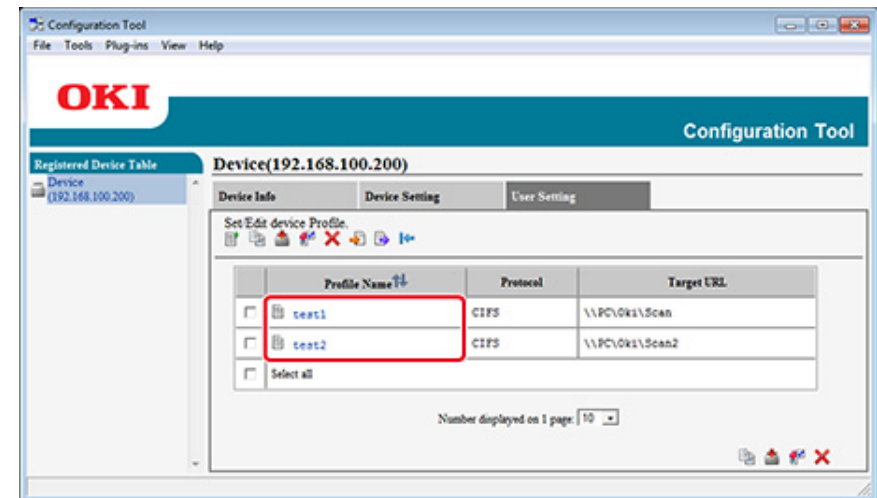 Configuration Tool
File Tools Plug-ins View Help
OKI
Configuration Tool
Registered Device Table
Device
(192.168.100.200)
Device(192.168.100.200)
Device Info Device Setting User Setting
Set/Edit device Profile.
Profile Name Protocol Target URL
test1 CIFS \\PC\Oki\Scan
test2 CIFS \\PC\Oki\Scan2
Select all
Number displayed on 1 page: 10